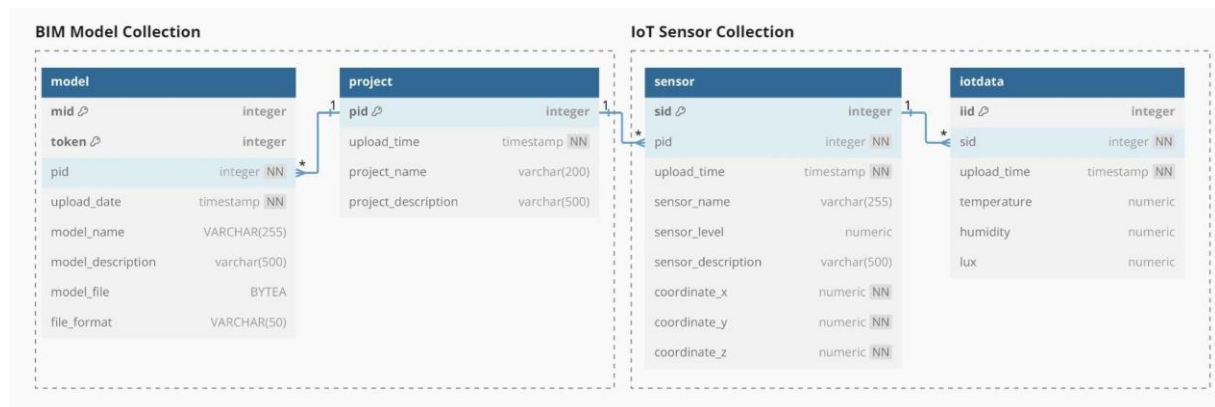 BIM Model Collection
IoT Sensor Collection
model
mid integer
token integer
pid integer NN
upload_date timestamp NN
model_name VARCHAR(255)
model_description varchar(500)
model_file BYTEA
file_format VARCHAR(50)
* 1
project
pid integer
upload_time timestamp NN
project_name varchar(200)
project_description varchar(500)
1 *
sensor
sid integer
pid integer NN
upload_time timestamp NN
sensor_name varchar(255)
sensor_level numeric
sensor_description varchar(500)
coordinate_x numeric NN
coordinate_y numeric NN
coordinate_z numeric NN
1 *
iotdata
iid integer
sid integer NN
upload_time timestamp NN
temperature numeric
humidity numeric
lux numeric